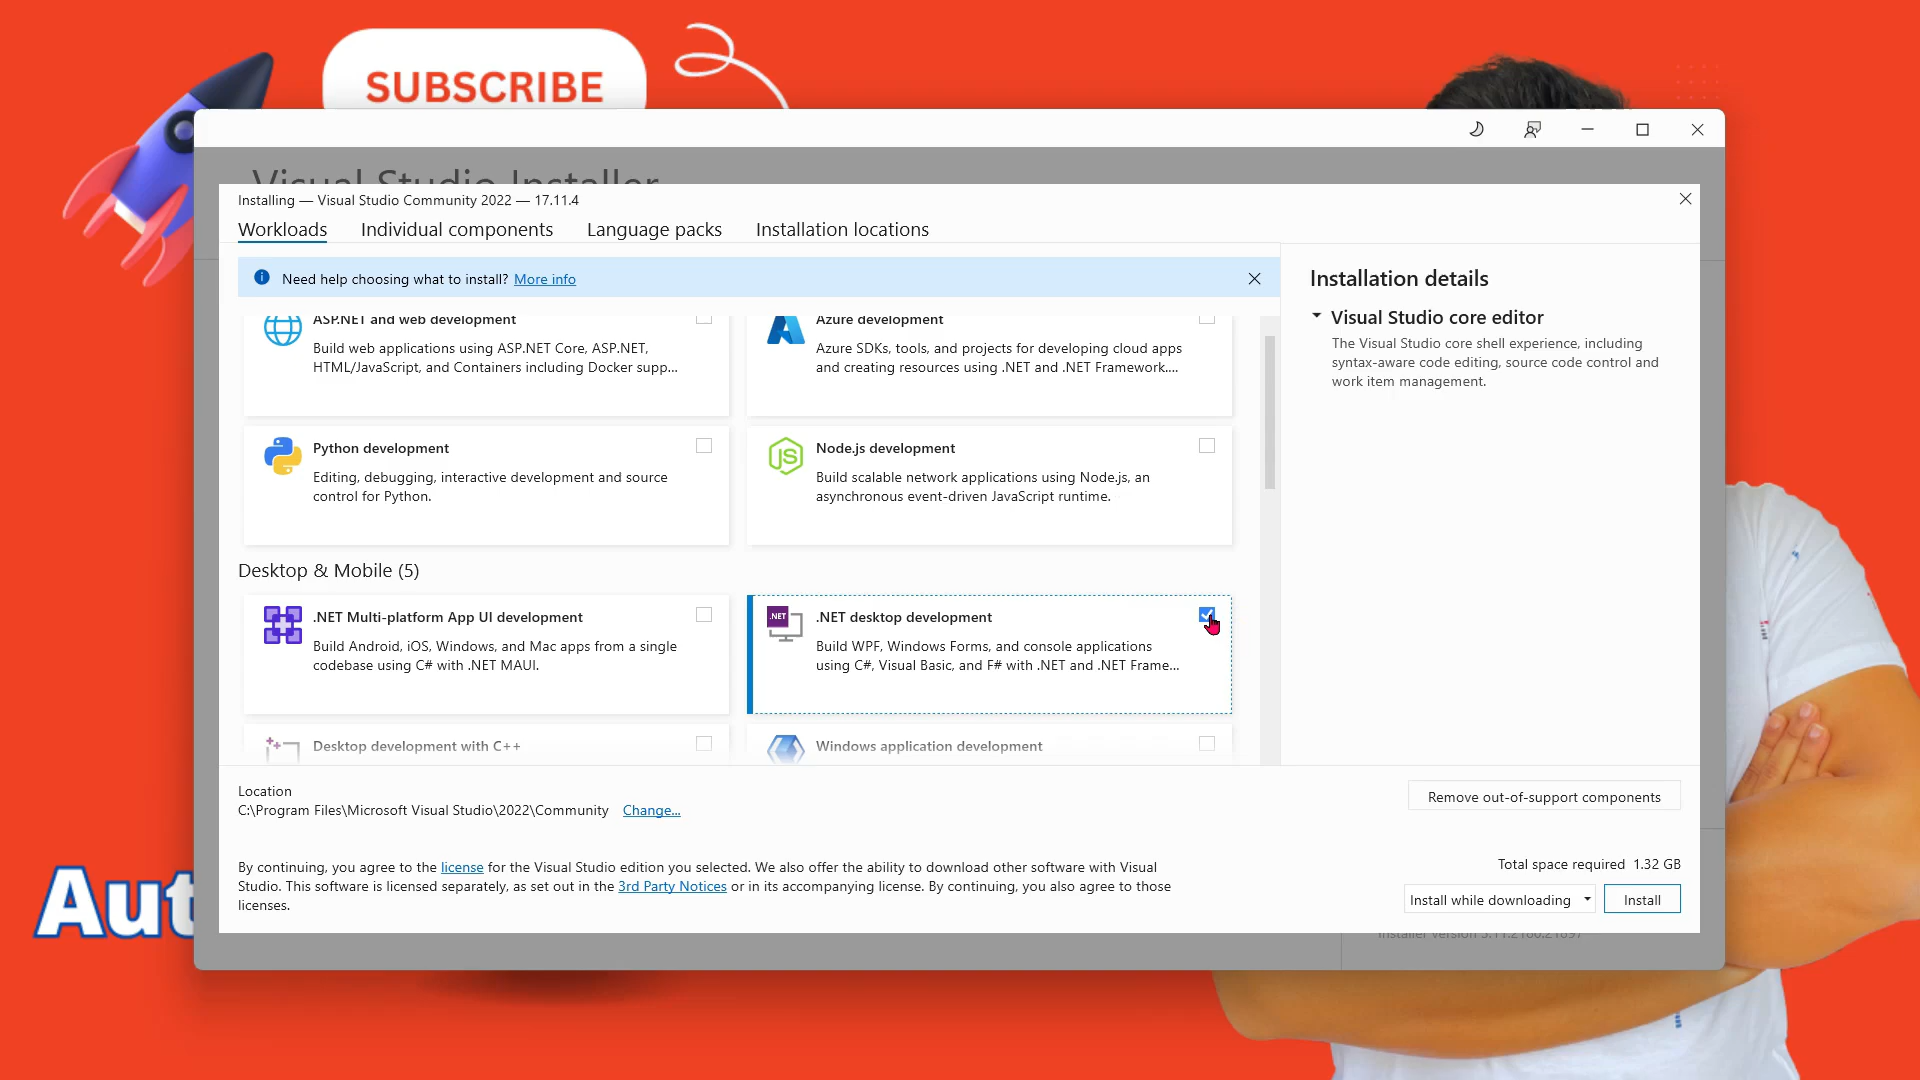 SUBSCRIBE
Visual Studio Installer
Installing — Visual Studio Community 2022 — 17.11.4
Workloads
Individual components
Language packs
Installation locations
Need help choosing what to install? More info
ASP.NET and web development
Build web applications using ASP.NET Core, ASP.NET,
HTML/JavaScript, and Containers including Docker supp...
Azure development
Azure SDKs, tools, and projects for developing cloud apps
and creating resources using .NET and .NET Framework....
Python development
Editing, debugging, interactive development and source
control for Python.
JS
Node.js development
Build scalable network applications using Node.js, an
asynchronous event-driven JavaScript runtime.
Desktop & Mobile (5)
.NET Multi-platform App UI development
Build Android, iOS, Windows, and Mac apps from a single
codebase using C# with .NET MAUI.
.NET
.NET desktop development
Build WPF, Windows Forms, and console applications
using C#, Visual Basic, and F# with .NET and .NET Frame...
Desktop development with C++
Windows application development
Installation details
Visual Studio core editor
The Visual Studio core shell experience, including
syntax-aware code editing, source code control and
work item management.
Location
C:\Program Files\Microsoft Visual Studio\2022\Community Change...
Remove out-of-support components
By continuing, you agree to the license for the Visual Studio edition you selected. We also offer the ability to download other software with Visual
Studio. This software is licensed separately, as set out in the 3rd Party Notices or in its accompanying license. By continuing, you also agree to those
licenses.
Total space required 1.32 GB
Install while downloading
Install
Aut